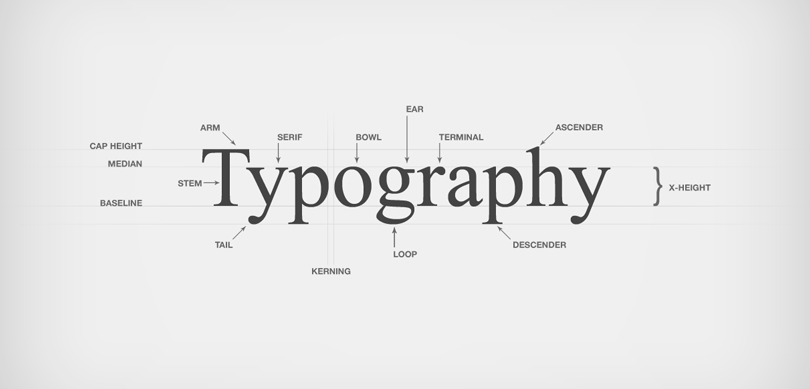 EAR
ARM
ASCENDER
SERIF
BOWL
TERMINAL
CAP HEIGHT
MEDIAN
STEM
Typography
X-HEIGHT
BASELINE
TAIL
DESCENDER
LOOP
KERNING